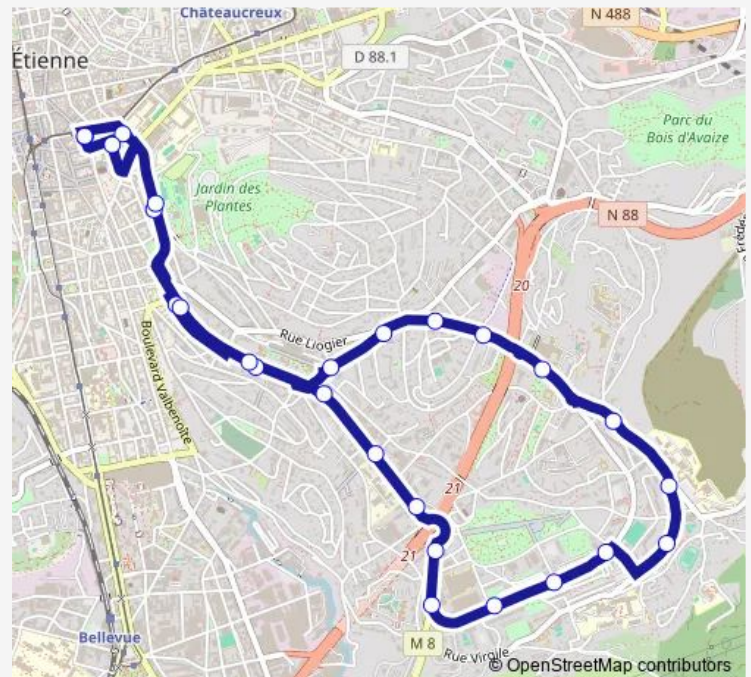 Châteaucreux
N 488
Étienne
D 88.1
Parc du
Bois d'Avaize
Jardin des
Plantes
N 88
20
Rue Liogier
Boulevard Valbenoîte
21
21
Bellevue
M 8
Rue Virgile
© OpenStreetMap contributors